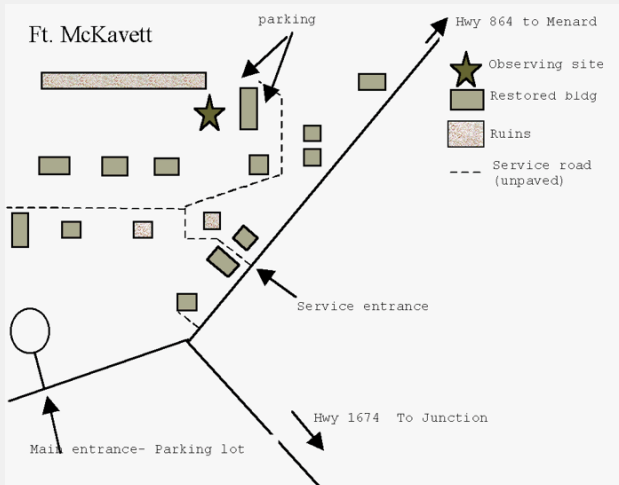 Ft. McKavett
parking
Hwy 864 to Menard
Observing site
Restored bldg
Ruins
Service road
(unpaved)
Service entrance
Hwy 1674 To Junction
Main entrance- Parking lot